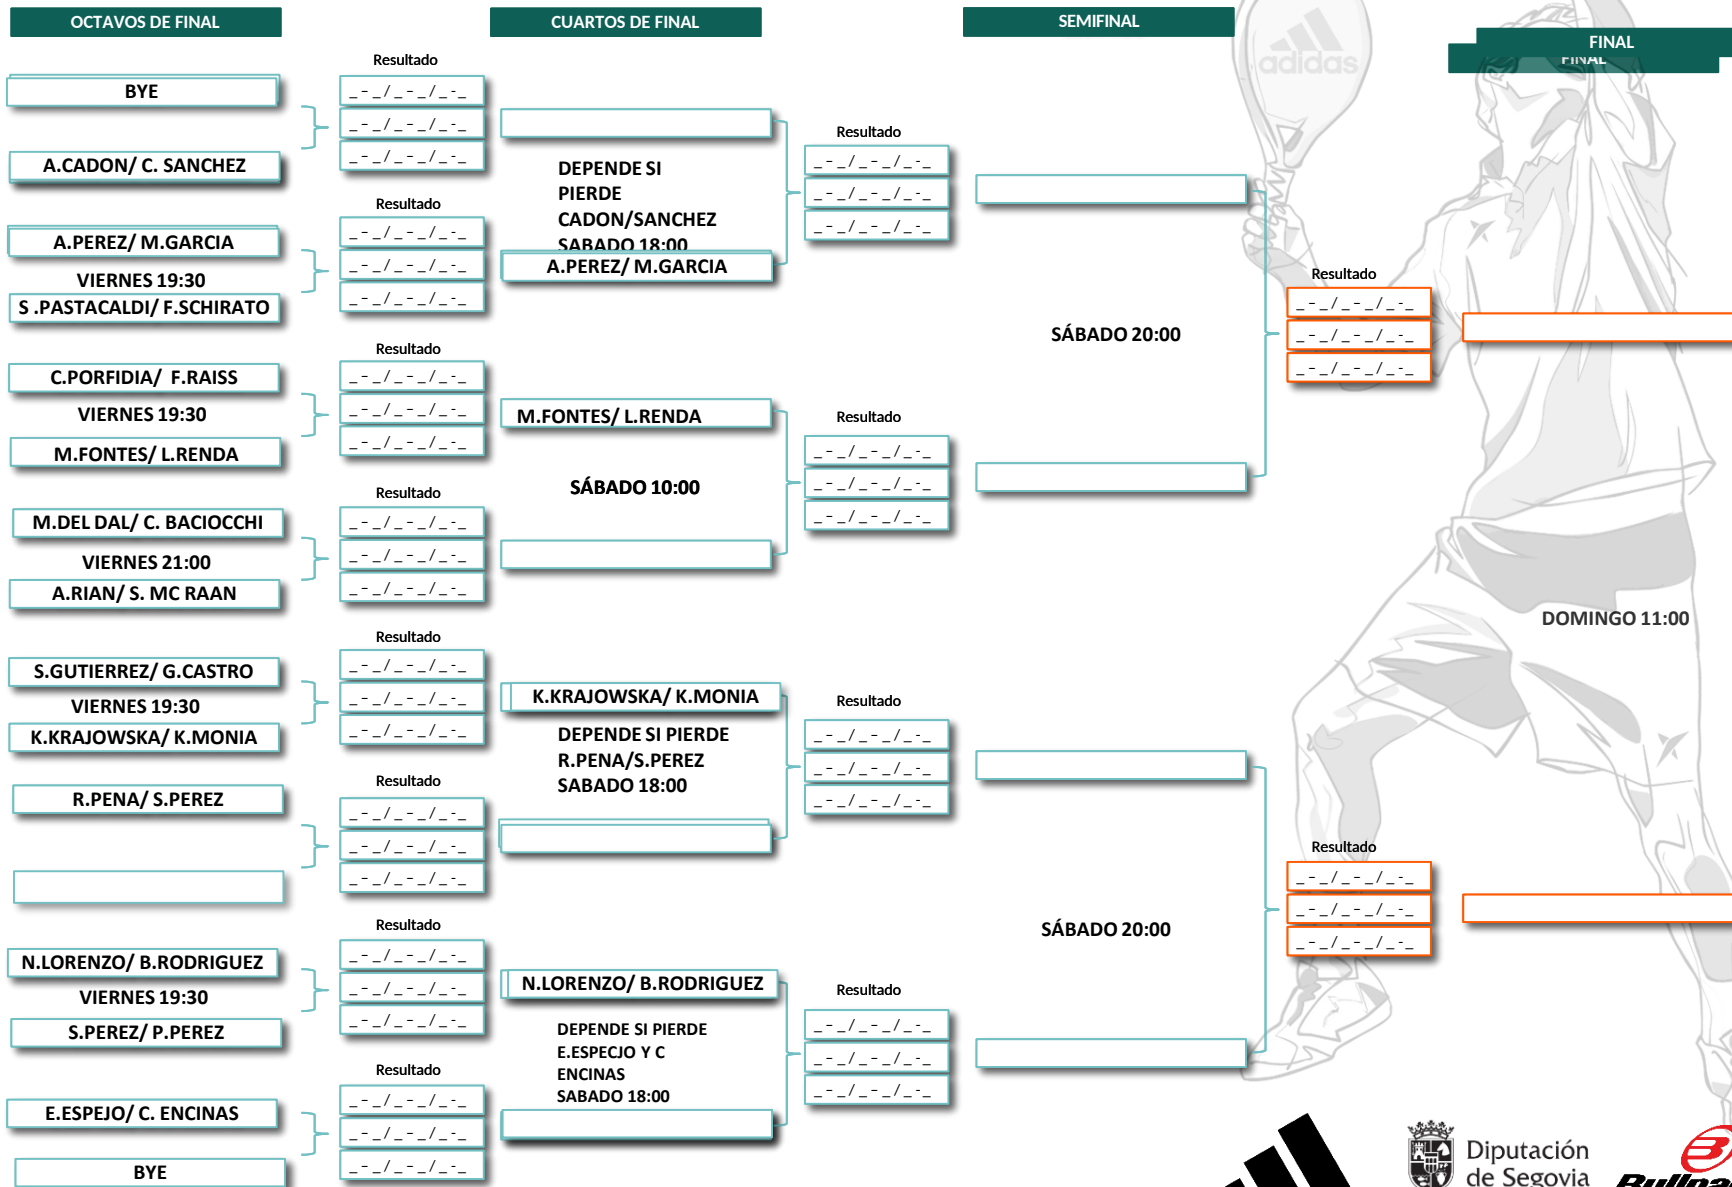 OCTAVOS DE FINAL
CUARTOS DE FINAL
SEMIFINAL
FINAL
FINAL
adidas
BYE
A.CADON/ C. SANCHEZ
A.PEREZ/ M.GARCIA
VIERNES 19:30
S .PASTACALDI/ F.SCHIRATO
C.PORFIDIA/ F.RAISS
VIERNES 19:30
M.FONTES/ L.RENDA
M.DEL DAL/ C. BACIOCCHI
VIERNES 21:00
A.RIAN/ S. MC RAAN
S.GUTIERREZ/ G.CASTRO
VIERNES 19:30
K.KRAJOWSKA/ K.MONIA
R.PENA/ S.PEREZ
N.LORENZO/ B.RODRIGUEZ
VIERNES 19:30
S.PEREZ/ P.PEREZ
E.ESPEJO/ C. ENCINAS
BYE
Resultado
_-_/_-_/_-_
_-_/_-_/_-_
_-_/_-_/_-_
Resultado
_-_/_-_/_-_
_-_/_-_/_-_
_-_/_-_/_-_
Resultado
_-_/_-_/_-_
_-_/_-_/_-_
_-_/_-_/_-_
Resultado
_-_/_-_/_-_
_-_/_-_/_-_
_-_/_-_/_-_
Resultado
_-_/_-_/_-_
_-_/_-_/_-_
_-_/_-_/_-_
Resultado
_-_/_-_/_-_
_-_/_-_/_-_
_-_/_-_/_-_
Resultado
_-_/_-_/_-_
_-_/_-_/_-_
_-_/_-_/_-_
Resultado
_-_/_-_/_-_
_-_/_-_/_-_
_-_/_-_/_-_
DEPENDE SI
PIERDE
CADON/SANCHEZ
SABADO 18:00
A.PEREZ/ M.GARCIA
M.FONTES/ L.RENDA
SÁBADO 10:00
K.KRAJOWSKA/ K.MONIA
DEPENDE SI PIERDE
R.PENA/S.PEREZ
SABADO 18:00
N.LORENZO/ B.RODRIGUEZ
DEPENDE SI PIERDE
E.ESPECJO Y C
ENCINAS
SABADO 18:00
Resultado
_-_/_-_/_-_
_-_/_-_/_-_
_-_/_-_/_-_
Resultado
_-_/_-_/_-_
_-_/_-_/_-_
_-_/_-_/_-_
Resultado
_-_/_-_/_-_
_-_/_-_/_-_
_-_/_-_/_-_
Resultado
_-_/_-_/_-_
_-_/_-_/_-_
_-_/_-_/_-_
SÁBADO 20:00
SÁBADO 20:00
Resultado
_-_/_-_/_-_
_-_/_-_/_-_
_-_/_-_/_-_
Resultado
_-_/_-_/_-_
_-_/_-_/_-_
_-_/_-_/_-_
DOMINGO 11:00
Diputación
de Segovia